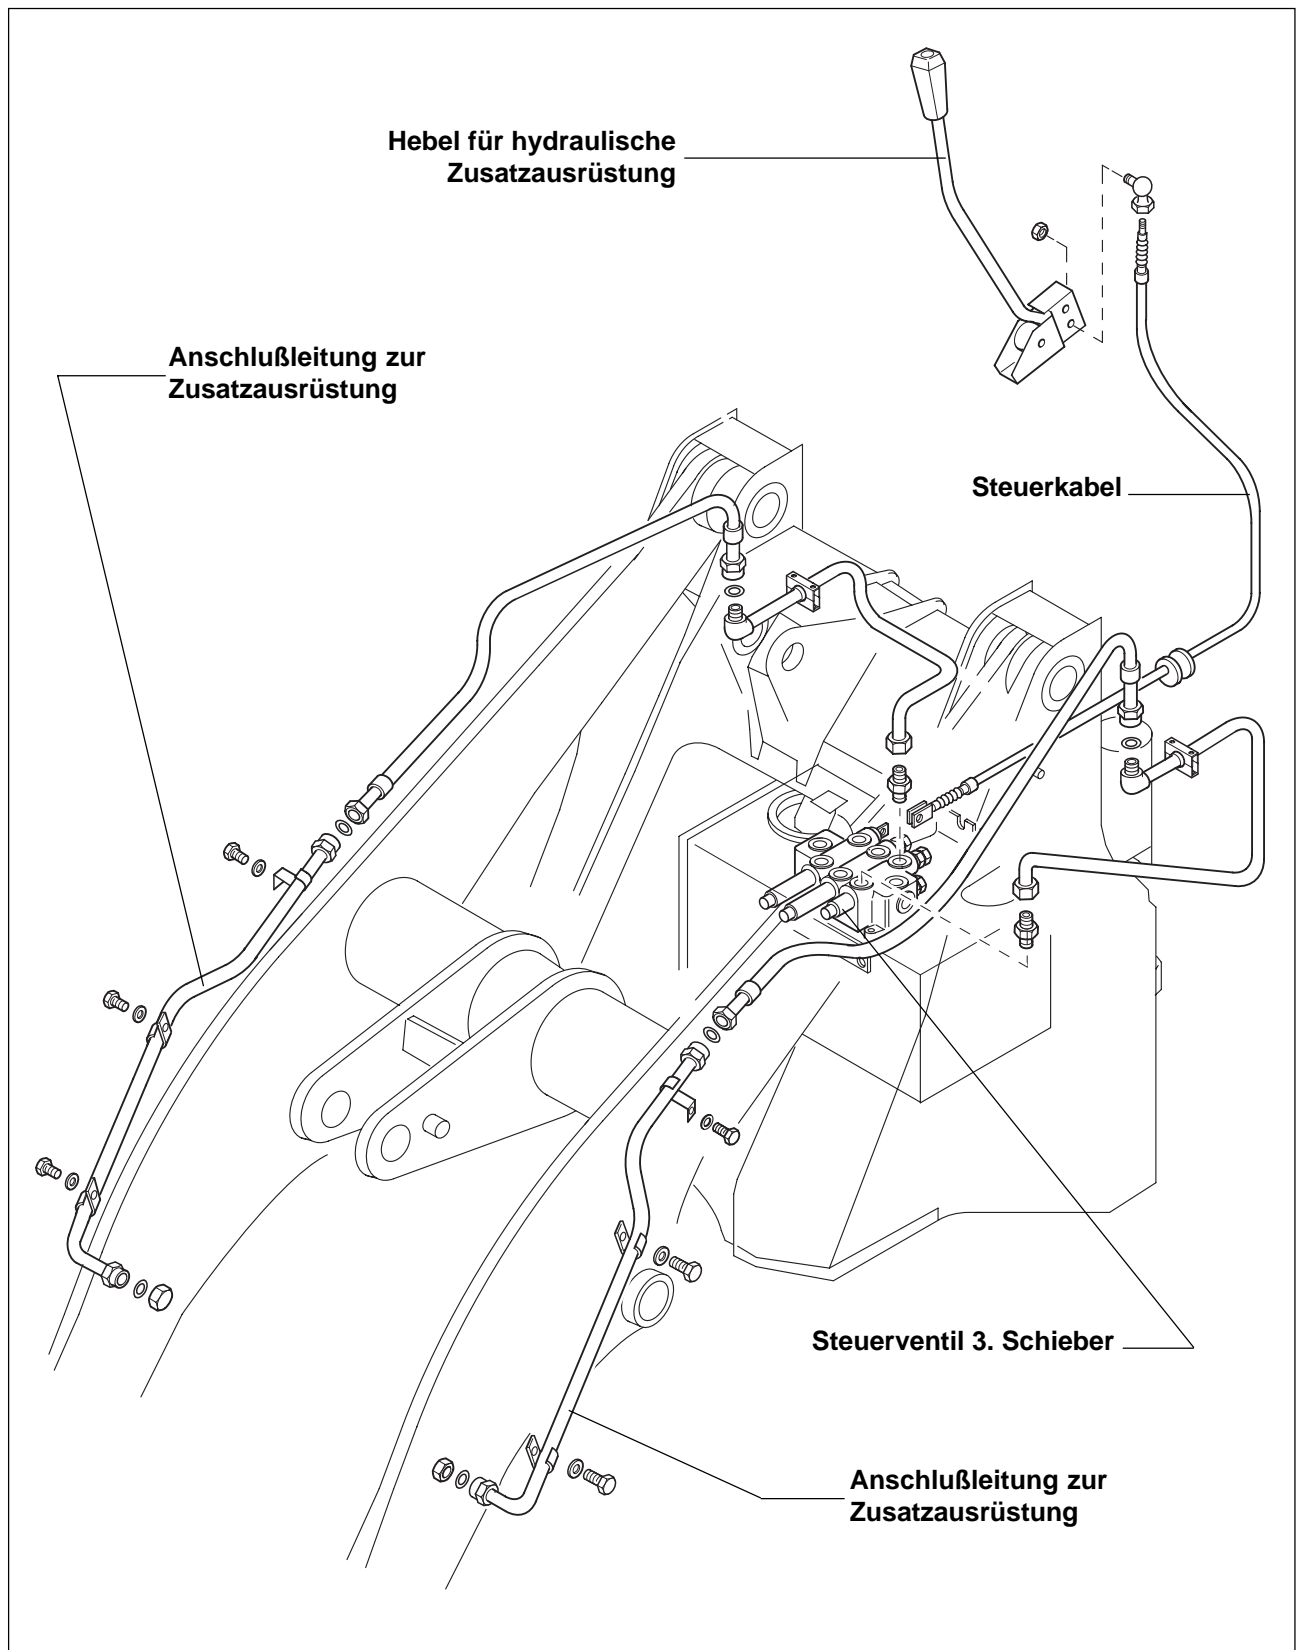 Hebel für hydraulische
Zusatzausrüstung
Anschlußleitung zur
Zusatzausrüstung
Steuerkabel
Steuerventil 3. Schieber
Anschlußleitung zur
Zusatzausrüstung